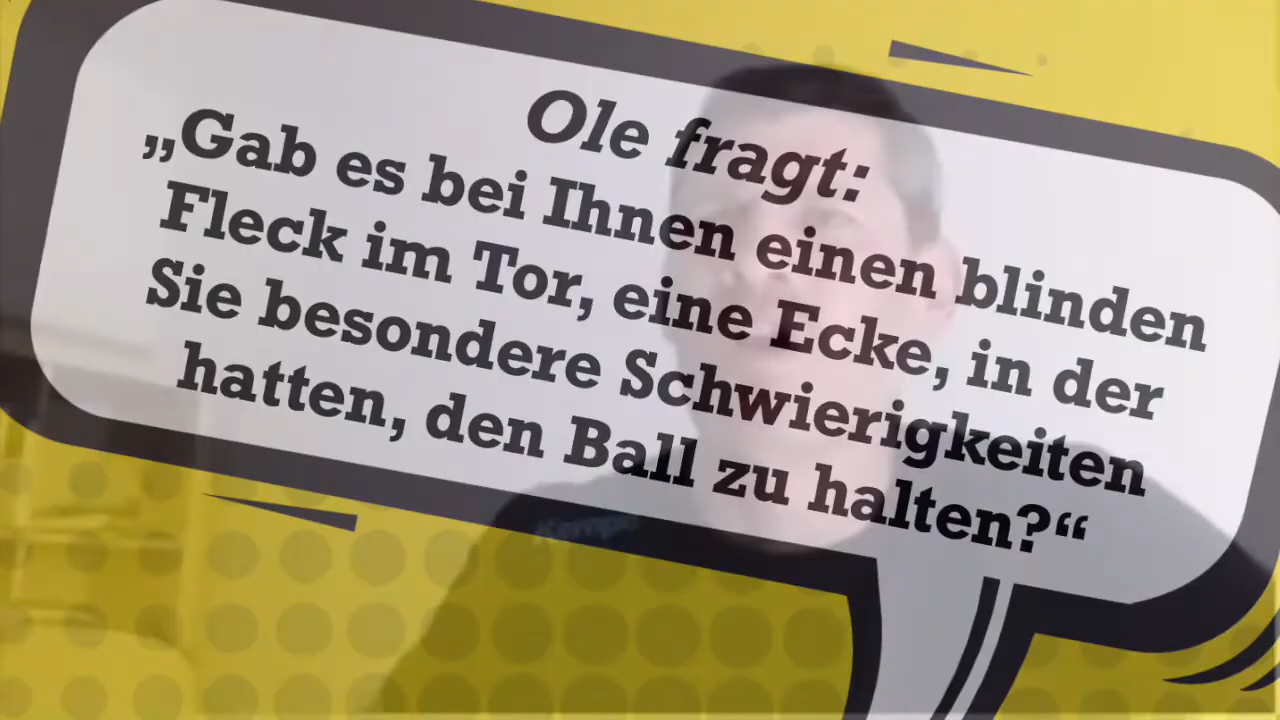 Ole fragt:
„Gab es bei Ihnen einen blinden
Fleck im Tor, eine Ecke, in der
Sie besondere Schwierigkeiten
hatten, den Ball zu halten?“
Kempa